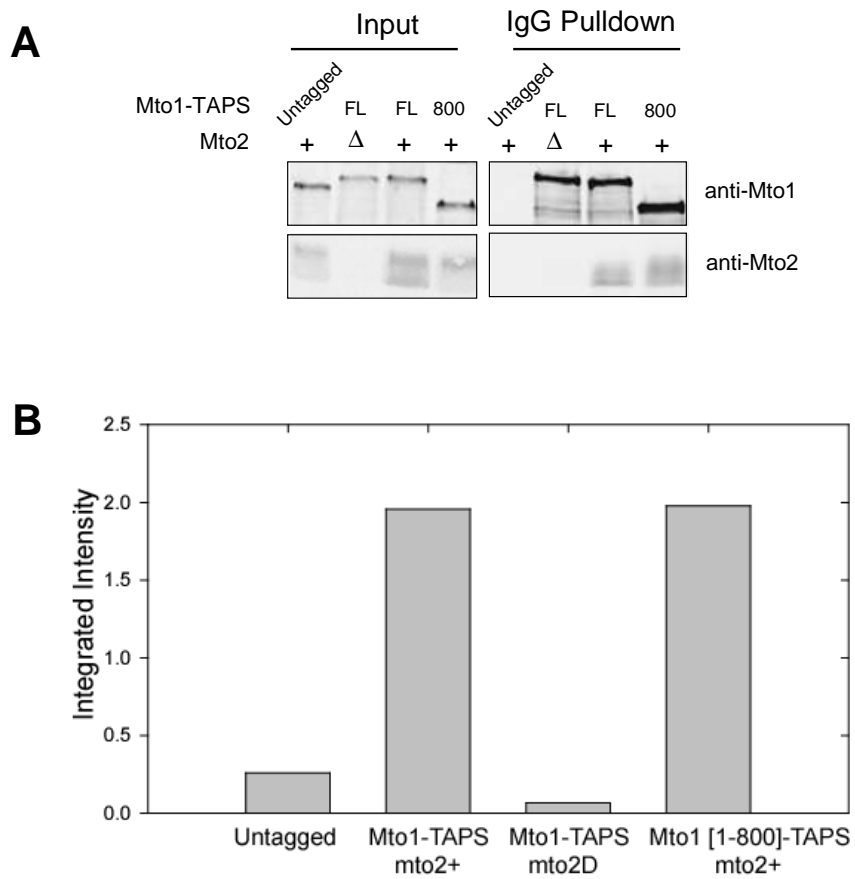 A
Input
IgG Pulldown
Mto1-TAPS Untagged FL FL 800 Untagged FL FL 800
Mto2 + Δ + + + Δ + +
anti-Mto1
anti-Mto2
B
2.5
2.0
1.5
1.0
0.5
0.0
Integrated Intensity
Untagged
Mto1-TAPS
mto2+
Mto1-TAPS
mto2D
Mto1 [1-800]-TAPS
mto2+